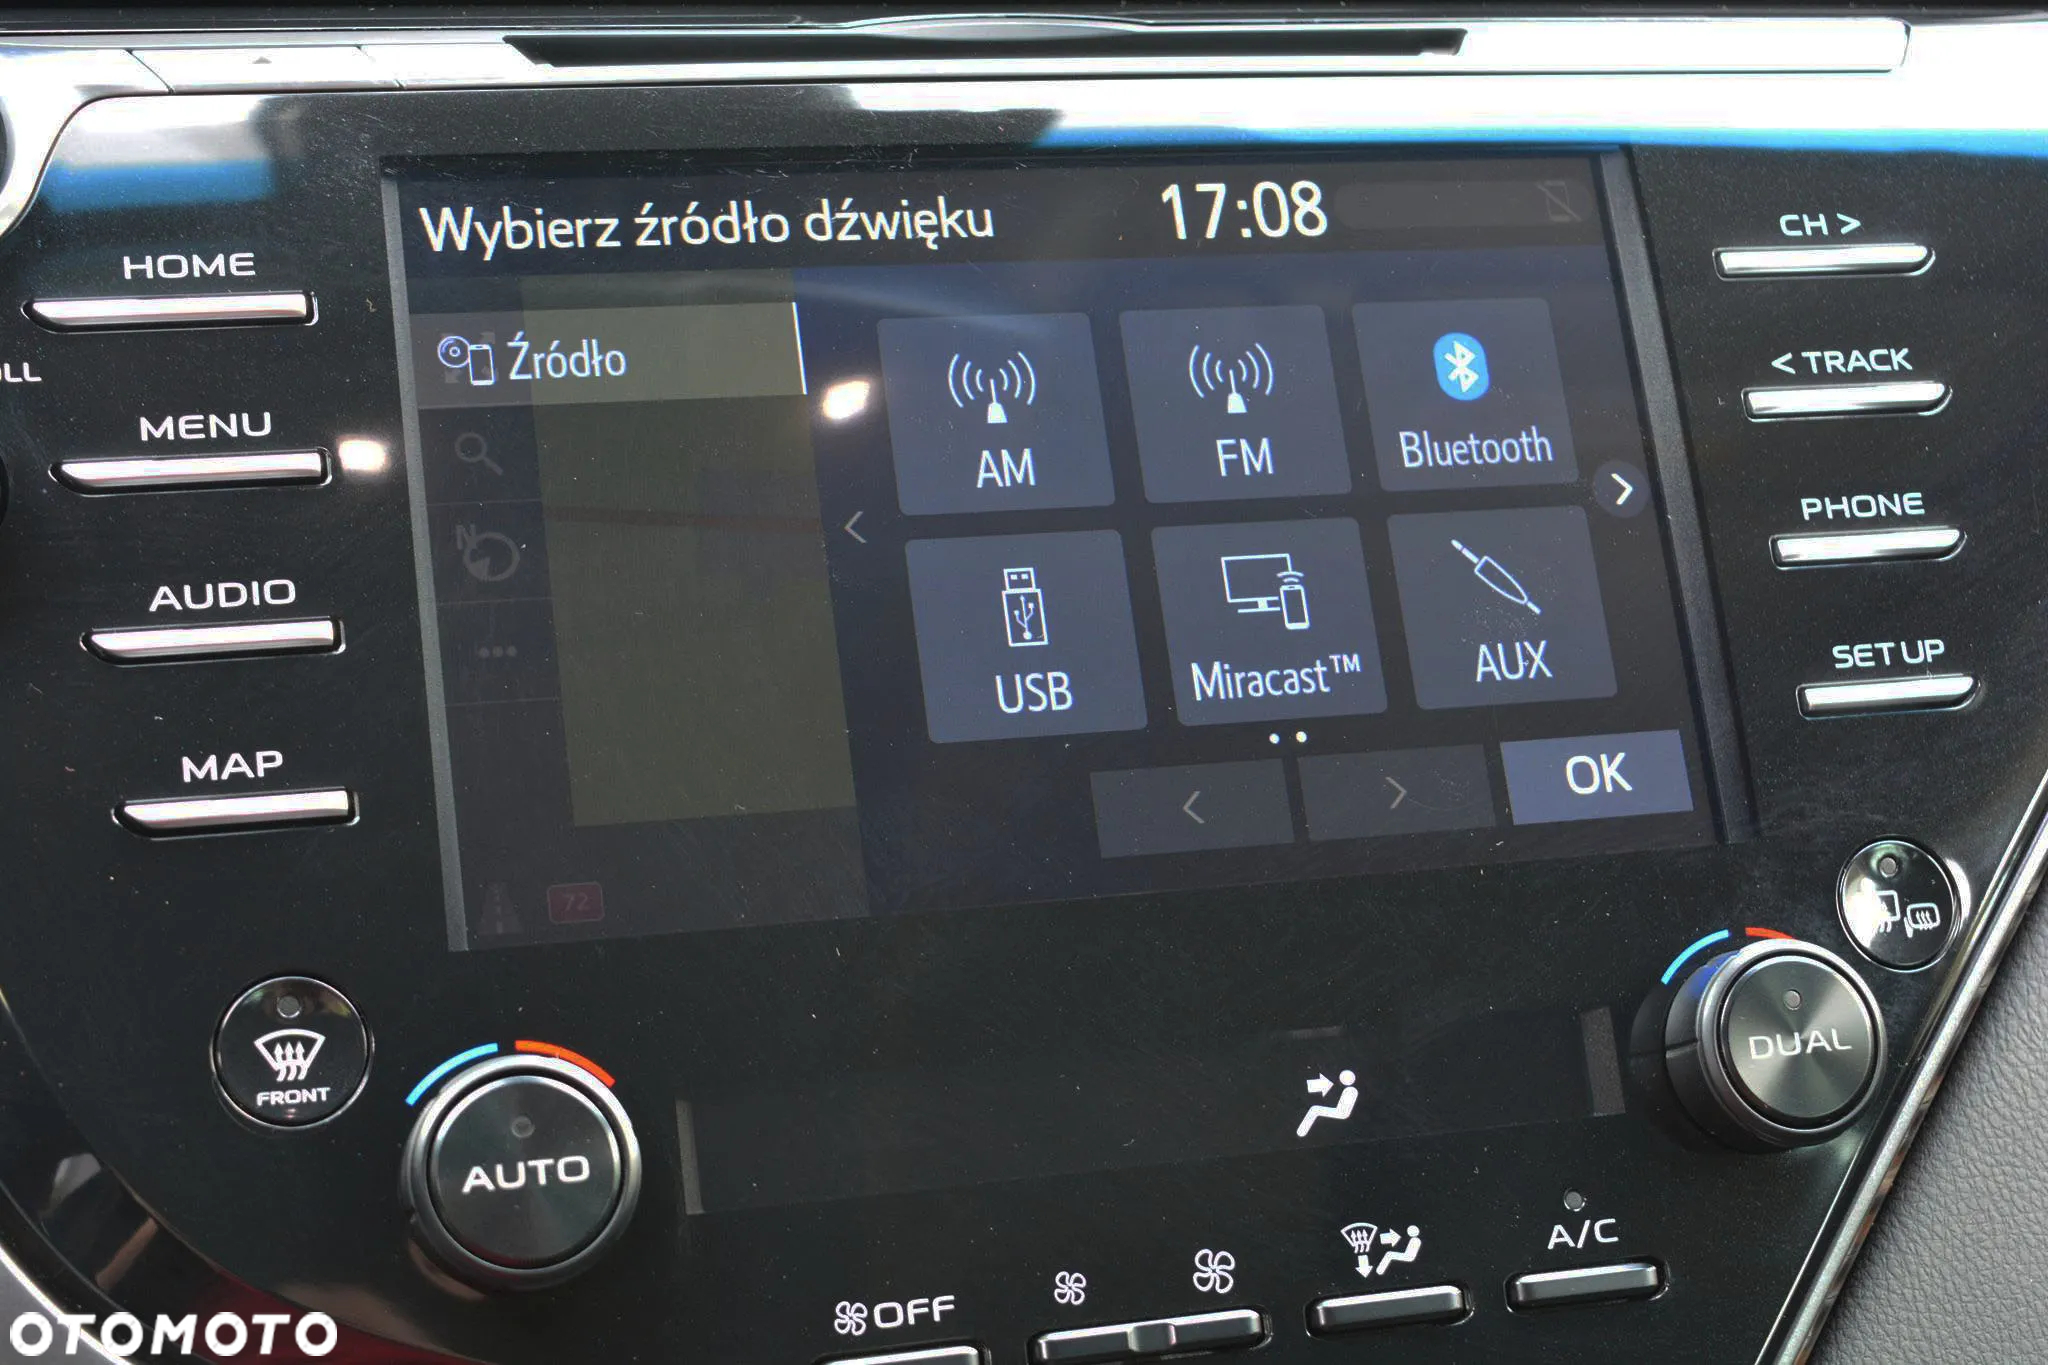 Wybierz źródło dźwięku 17:08
Źródło
AM FM Bluetooth
USB Miracast™ AUX
OK
N
72
HOME
MENU
AUDIO
MAP
CH >
< TRACK
PHONE
SET UP
FRONT
AUTO
DUAL
OFF
A/C
OTOMOTO